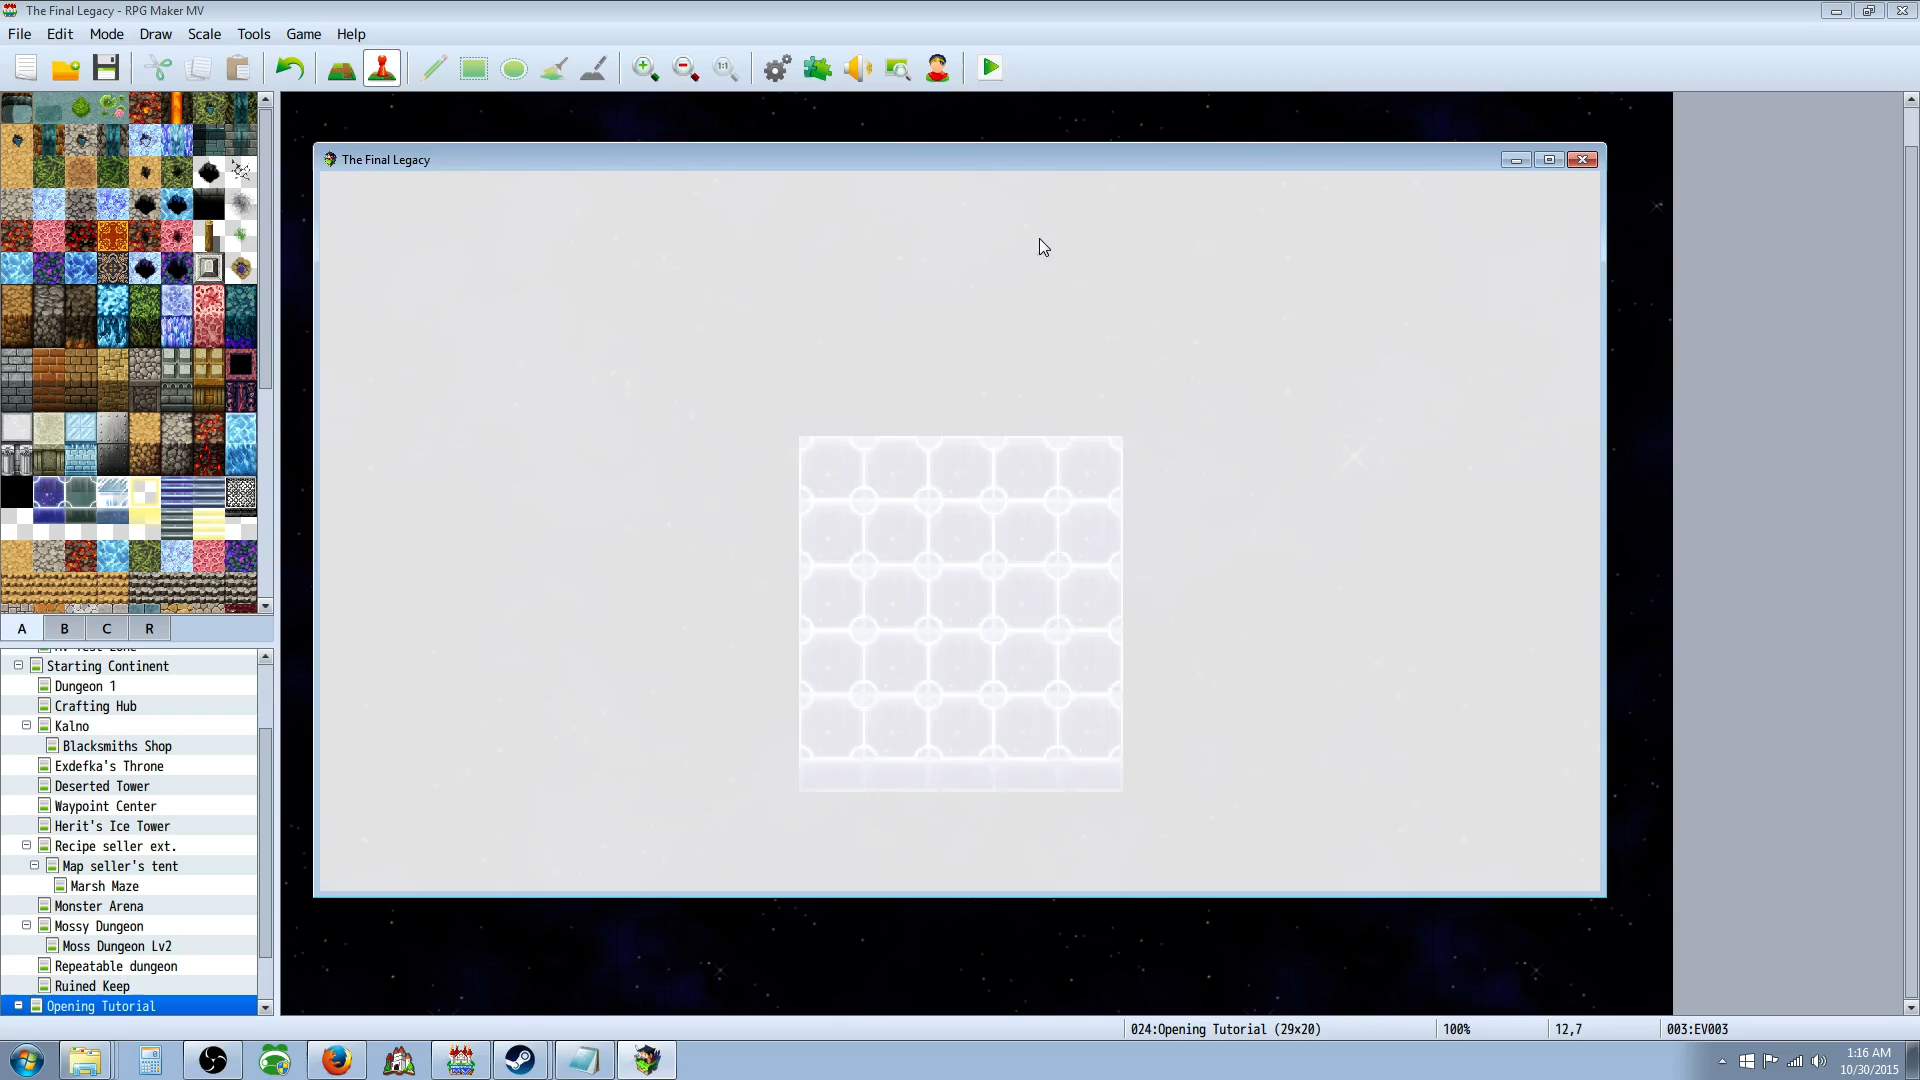 The Final Legacy - RPG Maker MV
File Edit Mode Draw Scale Tools Game Help
1:1
The Final Legacy
A B C R
Starting Continent
Dungeon 1
Crafting Hub
Kalno
Blacksmiths Shop
Exdefka's Throne
Deserted Tower
Waypoint Center
Herit's Ice Tower
Recipe seller ext.
Map seller's tent
Marsh Maze
Monster Arena
Mossy Dungeon
Moss Dungeon Lv2
Repeatable dungeon
Ruined Keep
Opening Tutorial
024:Opening Tutorial (29x20) 100% 12,7 003:EV003
1:16 AM
10/30/2015